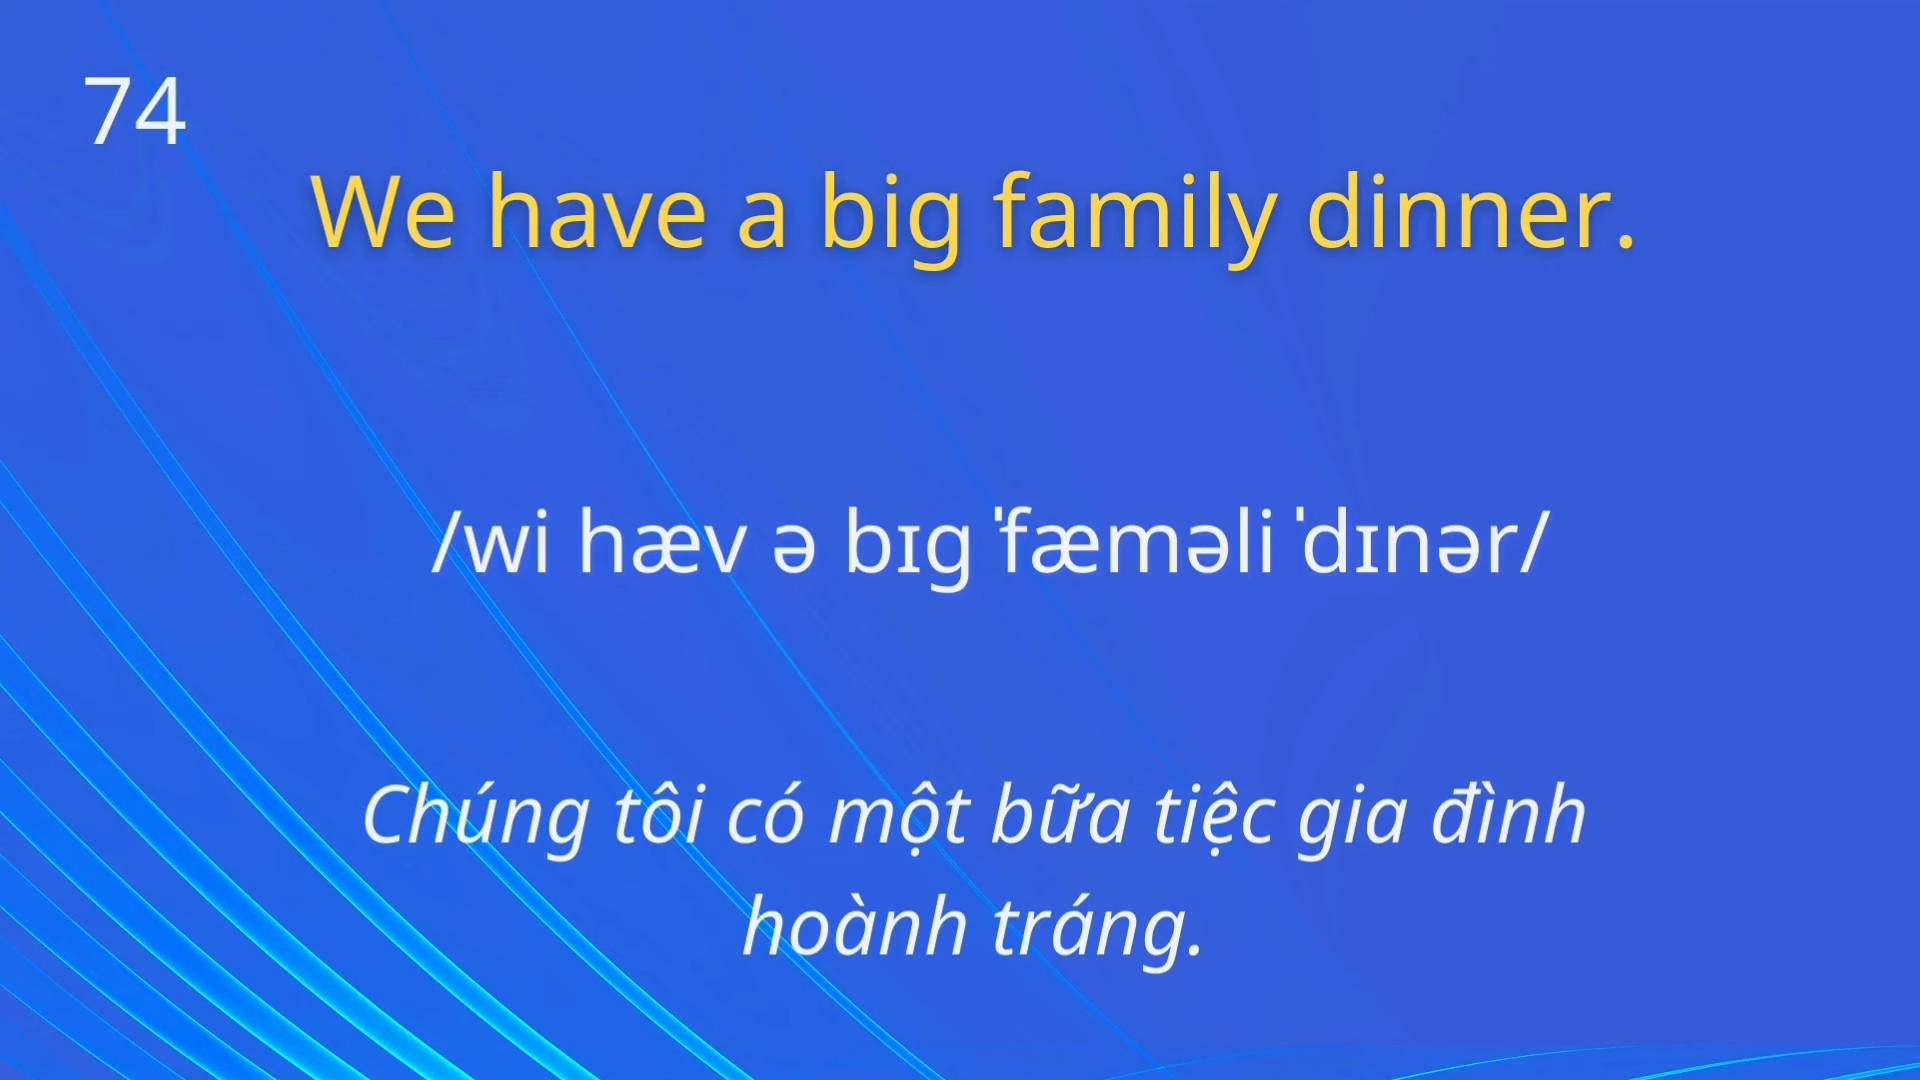 74
We have a big family dinner.
/wi hæv ə bɪg ˈfæməli ˈdɪnər/
Chúng tôi có một bữa tiệc gia đình
hoành tráng.